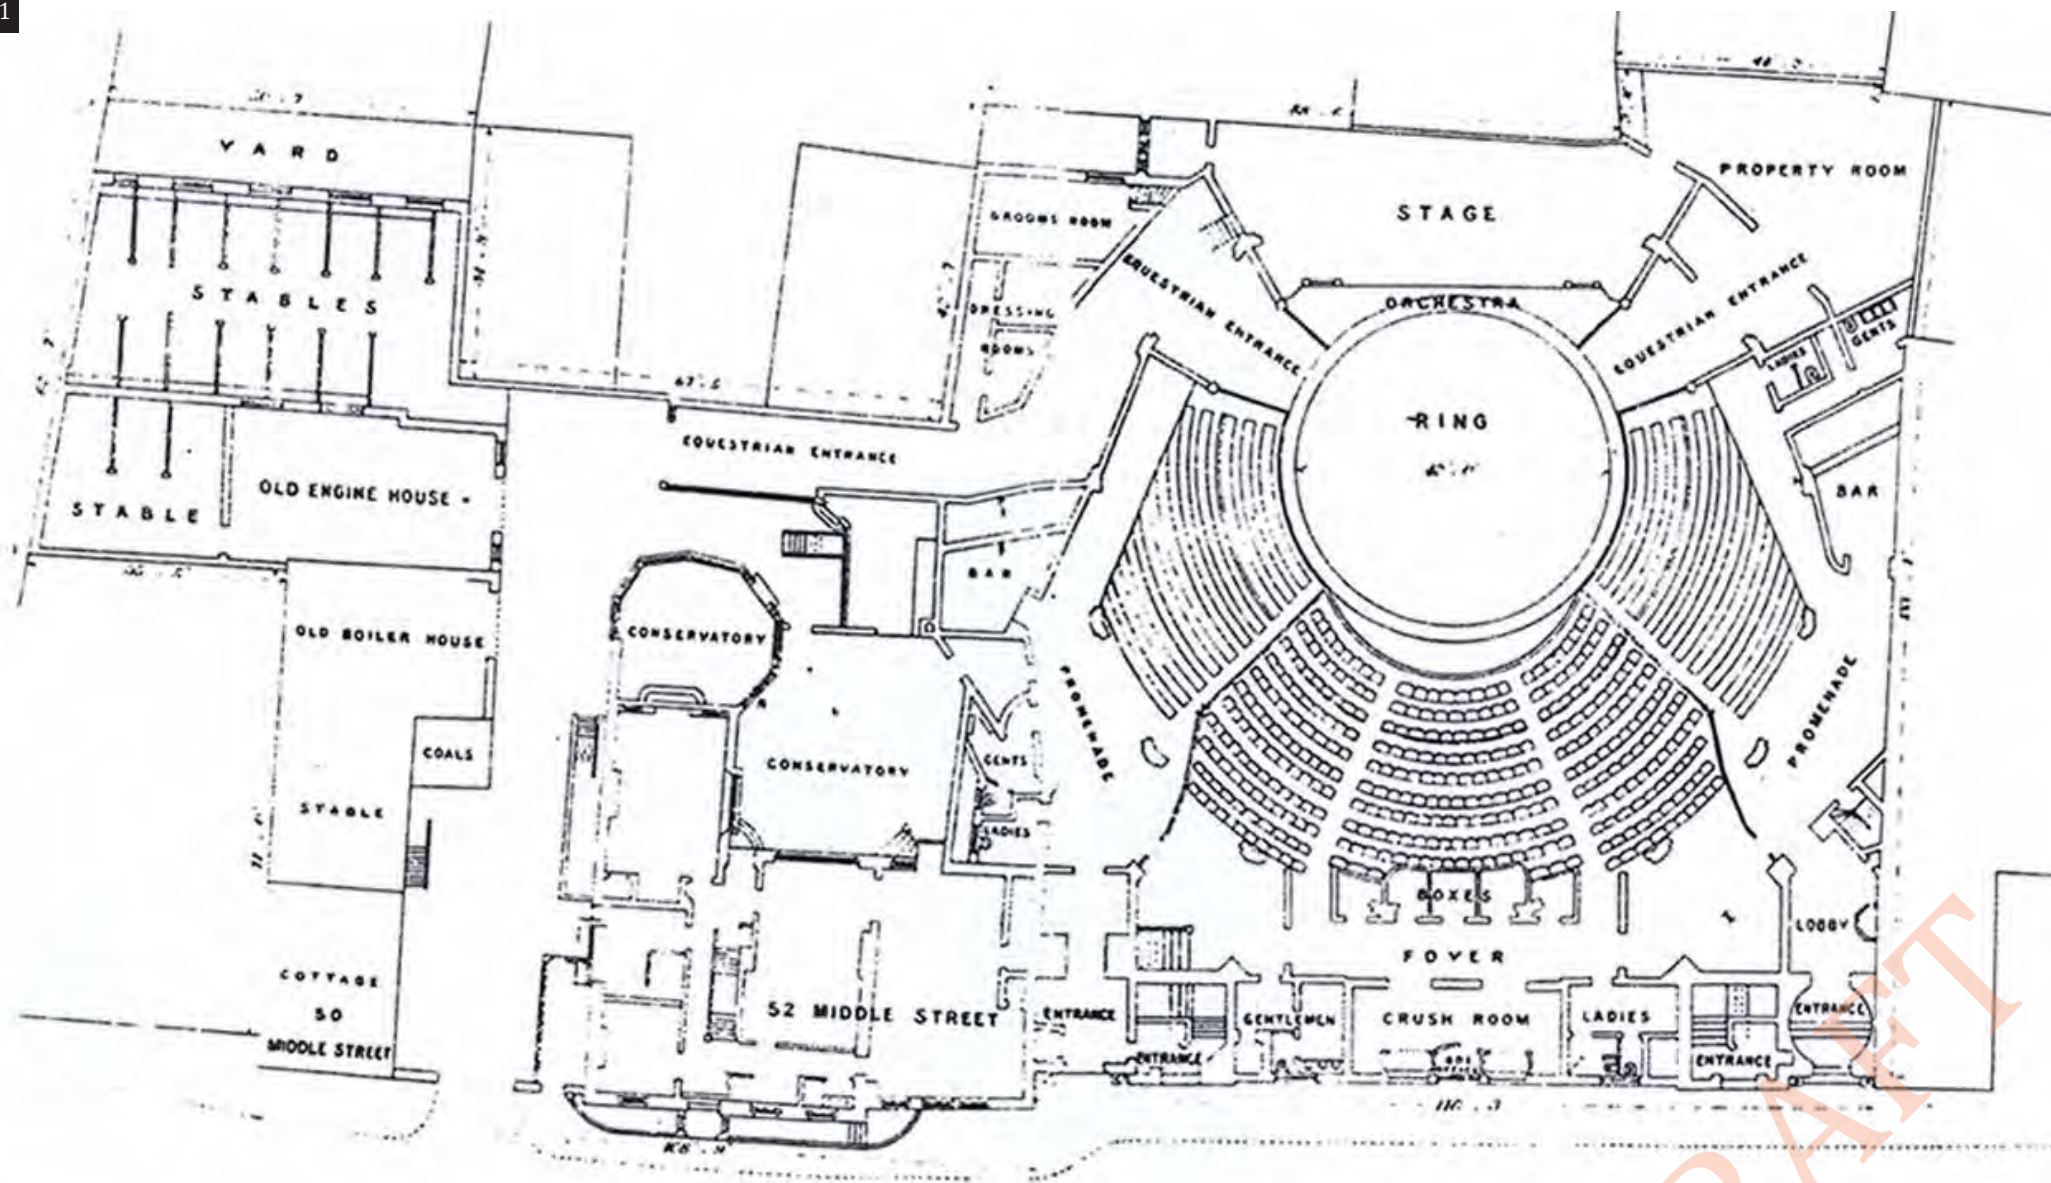 1
YARD
STABLES
STABLE
OLD ENGINE HOUSE
OLD BOILER HOUSE
COALS
STABLE
COTTAGE
50
MIDDLE STREET
GROOMS ROOM
DRESSING
ROOMS
EQUESTRIAN ENTRANCE
67.6
EQUESTRIAN ENTRANCE
STAGE
ORCHESTRA
PROPERTY ROOM
EQUESTRIAN ENTRANCE
LADIES
GENTS
RING
BAR
BAR
CONSERVATORY
CONSERVATORY
GENTS
LADIES
PROMENADE
PROMENADE
BOXES
FOYER
LOBBY
52 MIDDLE STREET
ENTRANCE
ENTRANCE
GENTLEMEN
CRUSH ROOM
LADIES
ENTRANCE
ENTRANCE